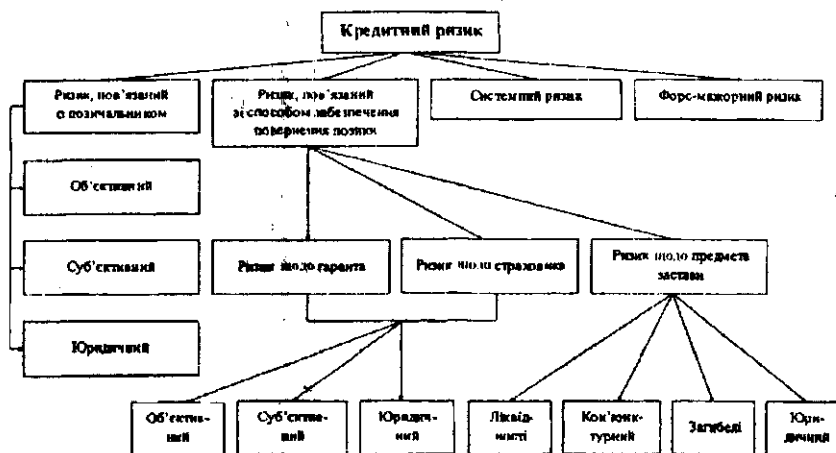 Кредитний ризик
Ризик, пов'язаний
з позичальником
Ризик, пов'язаний
зі способом забезпечення
повернення позики
Системний ризик
Форс-мажорний ризик
Об'єктивний
Суб'єктивний
Ризик щодо гаранта
Ризик щодо страховика
Ризик щодо предмета
застави
Юридичний
Об'єктив-
ний
Суб'єктив-
ний
Юридич-
ний
Ліквід-
ності
Кон'юнк-
турний
Загибелі
Юри-
дичний